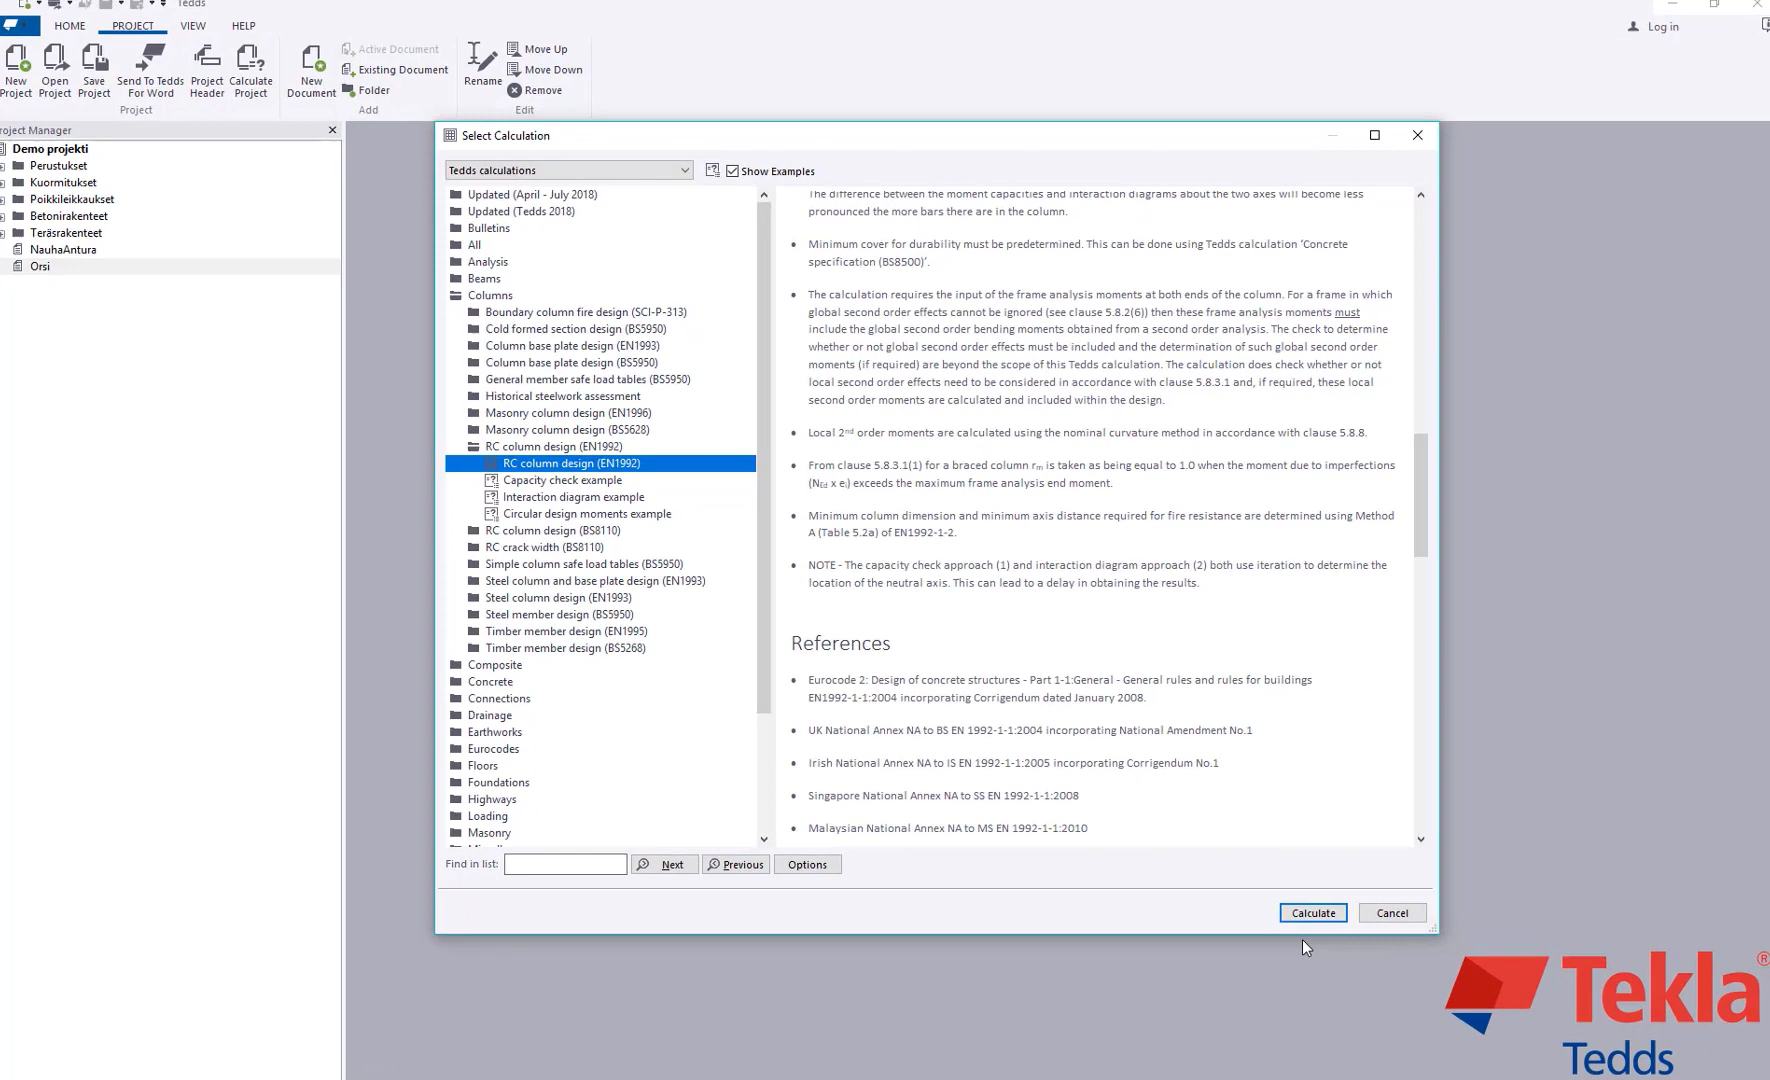 Tedds
HOME PROJECT VIEW HELP
Log in
New Project
Open Project
Save Project
Send To Tedds For Word
Project Header
Calculate Project
Project
New Document
Active Document
Existing Document
Folder
Add
Rename
Move Up
Move Down
Remove
Edit
roject Manager
Demo projekti
Perustukset
Kuormitukset
Poikkileikkaukset
Betonirakenteet
Teräsrakenteet
NauhaAntura
Orsi
Select Calculation
Tedds calculations
Show Examples
Updated (April - July 2018)
Updated (Tedds 2018)
Bulletins
All
Analysis
Beams
Columns
Boundary column fire design (SCI-P-313)
Cold formed section design (BS5950)
Column base plate design (EN1993)
Column base plate design (BS5950)
General member safe load tables (BS5950)
Historical steelwork assessment
Masonry column design (EN1996)
Masonry column design (BS5628)
RC column design (EN1992)
RC column design (EN1992)
Capacity check example
Interaction diagram example
Circular design moments example
RC column design (BS8110)
RC crack width (BS8110)
Simple column safe load tables (BS5950)
Steel column and base plate design (EN1993)
Steel column design (EN1993)
Steel member design (BS5950)
Timber member design (EN1995)
Timber member design (BS5268)
Composite
Concrete
Connections
Drainage
Earthworks
Eurocodes
Floors
Foundations
Highways
Loading
Masonry
The difference between the moment capacities and interaction diagrams about the two axes will become less
pronounced the more bars there are in the column.
• Minimum cover for durability must be predetermined. This can be done using Tedds calculation ‘Concrete
specification (BS8500)’.
• The calculation requires the input of the frame analysis moments at both ends of the column. For a frame in which
global second order effects cannot be ignored (see clause 5.8.2(6)) then these frame analysis moments must
include the global second order bending moments obtained from a second order analysis. The check to determine
whether or not global second order effects must be included and the determination of such global second order
moments (if required) are beyond the scope of this Tedds calculation. The calculation does check whether or not
local second order effects need to be considered in accordance with clause 5.8.3.1 and, if required, these local
second order moments are calculated and included within the design.
• Local 2nd order moments are calculated using the nominal curvature method in accordance with clause 5.8.8.
• From clause 5.8.3.1(1) for a braced column rm is taken as being equal to 1.0 when the moment due to imperfections
(NEd x ei) exceeds the maximum frame analysis end moment.
• Minimum column dimension and minimum axis distance required for fire resistance are determined using Method
A (Table 5.2a) of EN1992-1-2.
• NOTE - The capacity check approach (1) and interaction diagram approach (2) both use iteration to determine the
location of the neutral axis. This can lead to a delay in obtaining the results.
References
• Eurocode 2: Design of concrete structures - Part 1-1:General - General rules and rules for buildings
EN1992-1-1:2004 incorporating Corrigendum dated January 2008.
• UK National Annex NA to BS EN 1992-1-1:2004 incorporating National Amendment No.1
• Irish National Annex NA to IS EN 1992-1-1:2005 incorporating Corrigendum No.1
• Singapore National Annex NA to SS EN 1992-1-1:2008
• Malaysian National Annex NA to MS EN 1992-1-1:2010
Find in list:
Next
Previous
Options
Calculate
Cancel
Tekla®
Tedds